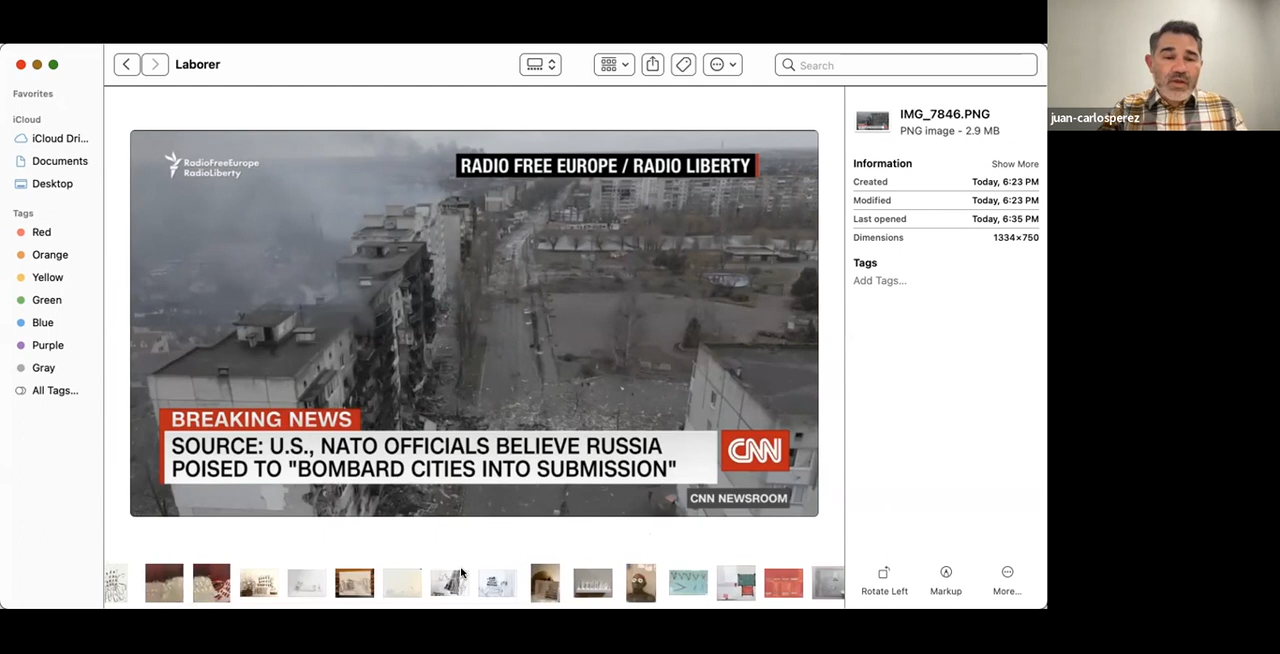 Laborer
Search
Favorites
iCloud
iCloud Dri...
Documents
Desktop
Tags
Red
Orange
Yellow
Green
Blue
Purple
Gray
All Tags...
RadioFreeEurope
RadioLiberty
RADIO FREE EUROPE / RADIO LIBERTY
BREAKING NEWS
SOURCE: U.S., NATO OFFICIALS BELIEVE RUSSIA
POISED TO "BOMBARD CITIES INTO SUBMISSION"
CNN
CNN NEWSROOM
IMG_7846.PNG
PNG image - 2.9 MB
Information Show More
Created Today, 6:23 PM
Modified Today, 6:23 PM
Last opened Today, 6:35 PM
Dimensions 1334×750
Tags
Add Tags...
Rotate Left Markup More...
juan-carlosperez